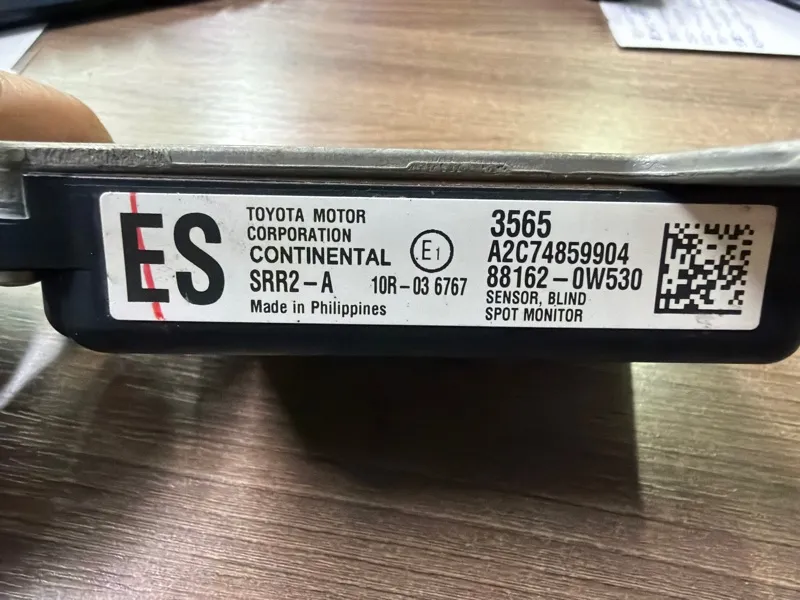 ES
TOYOTA MOTOR
CORPORATION
CONTINENTAL
SRR2-A
Made in Philippines
E1
10R-03 6767
3565
A2C74859904
88162-0W530
SENSOR, BLIND
SPOT MONITOR